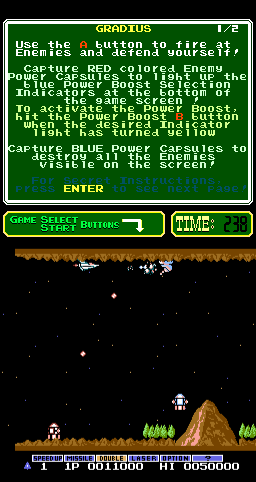 GRADIUS 1/2
Use the A button to fire at
Enemies and defend yourself!
Capture RED colored Enemy
Power Capsules to light up the
blue Power Boost Selection
Indicators at the bottom of
the game screen !
To activate the Power Boost,
hit the Power Boost B button
when the desired Indicator
light has turned yellow
Capture BLUE Power Capsules to
destroy all the Enemies
visible on the screen!
For Secret Instructions,
Press ENTER to see next page!
GAME SELECT
START BUTTONS
TIME: 238
SPEEDUP MISSILE DOUBLE LASER OPTION ?
1 1P 0011000 HI 0050000